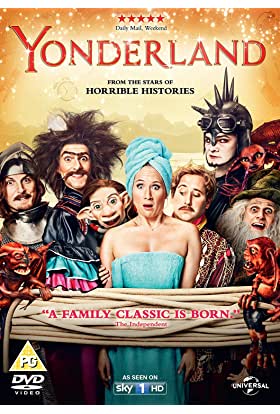 ★★★★★
Daily Mail, Weekend
YONDERLAND
FROM THE STARS OF
HORRIBLE HISTORIES
"A FAMILY CLASSIC IS BORN"
The Independent
PG
AS SEEN ON
sky 1 HD
DVD
VIDEO
UNIVERSAL